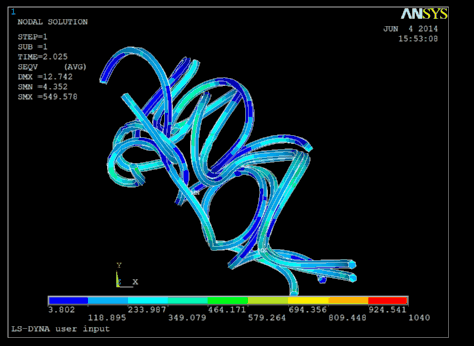 1
ANSYS
NODAL SOLUTION
JUN  4 2014
15:53:08
STEP=1
SUB =1
TIME=2.025
SEQV     (AVG)
DMX =12.742
SMN =4.352
SMX =549.578
Y
X
3.802 233.987 464.171 694.356 924.541
118.895 349.079 579.264 809.448 1040
LS-DYNA user input